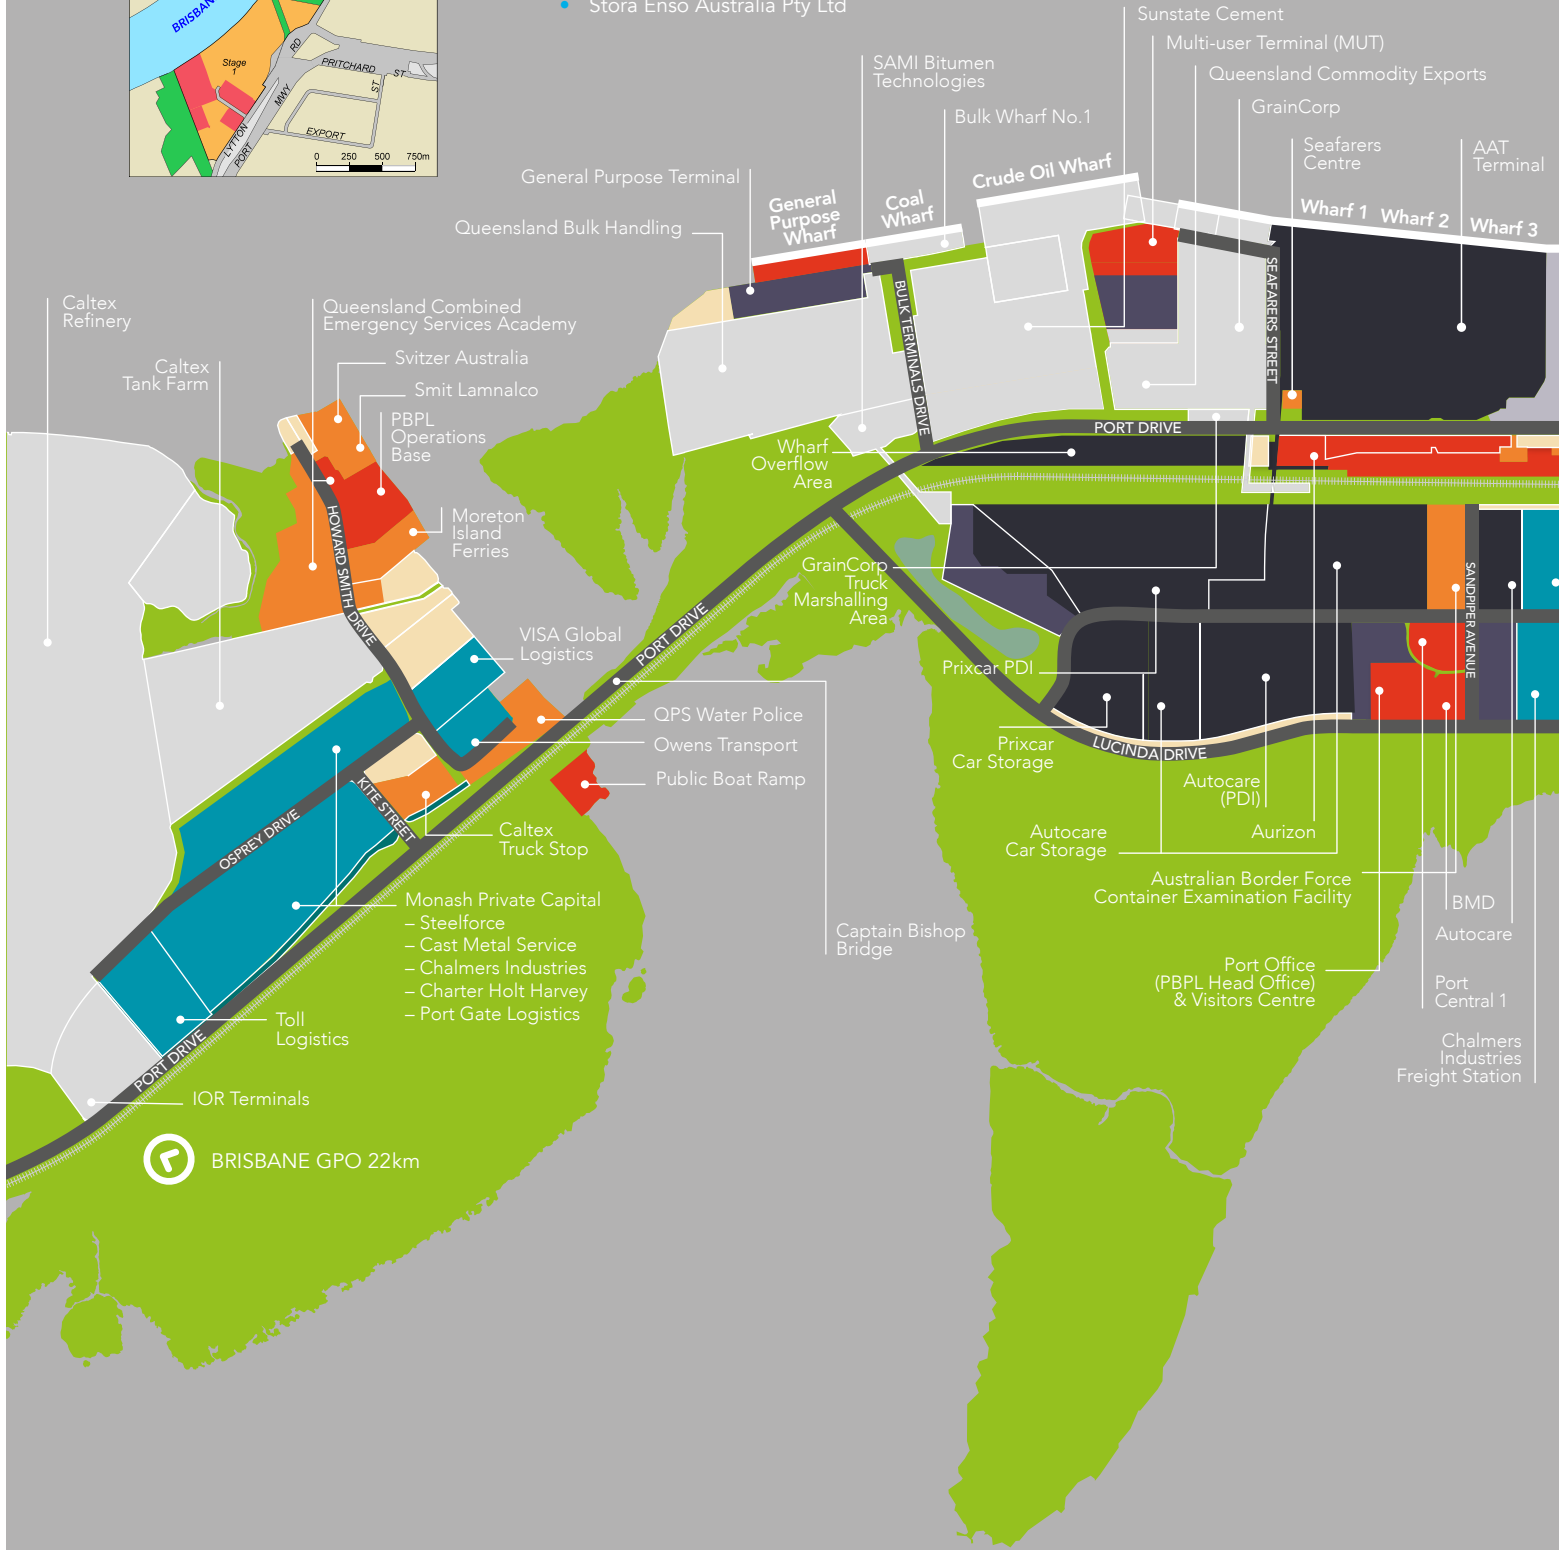 BRISBANE
Stage
1
RD
PRITCHARD
ST
ST
MWY
EXPORT
LYTTON
PORT
0 250 500 750m
• Stora Enso Australia Pty Ltd
Sunstate Cement
Multi-user Terminal (MUT)
SAMI Bitumen
Technologies
Queensland Commodity Exports
GrainCorp
Bulk Wharf No.1
Seafarers
Centre
AAT
Terminal
General Purpose Terminal
Crude Oil Wharf
General
Purpose
Wharf
Coal
Wharf
Wharf 1
Wharf 2
Wharf 3
Queensland Bulk Handling
SEAFARERS STREET
BULK TERMINALS DRIVE
Caltex
Refinery
Queensland Combined
Emergency Services Academy
Svitzer Australia
Caltex
Tank Farm
Smit Lamnalco
PBPL
Operations
Base
PORT DRIVE
Wharf
Overflow
Area
Moreton
Island
Ferries
HOWARD SMITH DRIVE
GrainCorp
Truck
Marshalling
Area
SANDPIPER AVENUE
VISA Global
Logistics
PORT DRIVE
Prixcar PDI
QPS Water Police
Owens Transport
Public Boat Ramp
Prixcar
Car Storage
LUCINDA DRIVE
Autocare
(PDI)
KITE STREET
OSPREY DRIVE
Caltex
Truck Stop
Autocare
Car Storage
Aurizon
Australian Border Force
Container Examination Facility
BMD
Autocare
Monash Private Capital
– Steelforce
– Cast Metal Service
– Chalmers Industries
– Charter Holt Harvey
– Port Gate Logistics
Captain Bishop
Bridge
Port Office
(PBPL Head Office)
& Visitors Centre
Port
Central 1
Toll
Logistics
PORT DRIVE
Chalmers
Industries
Freight Station
IOR Terminals
BRISBANE GPO 22km